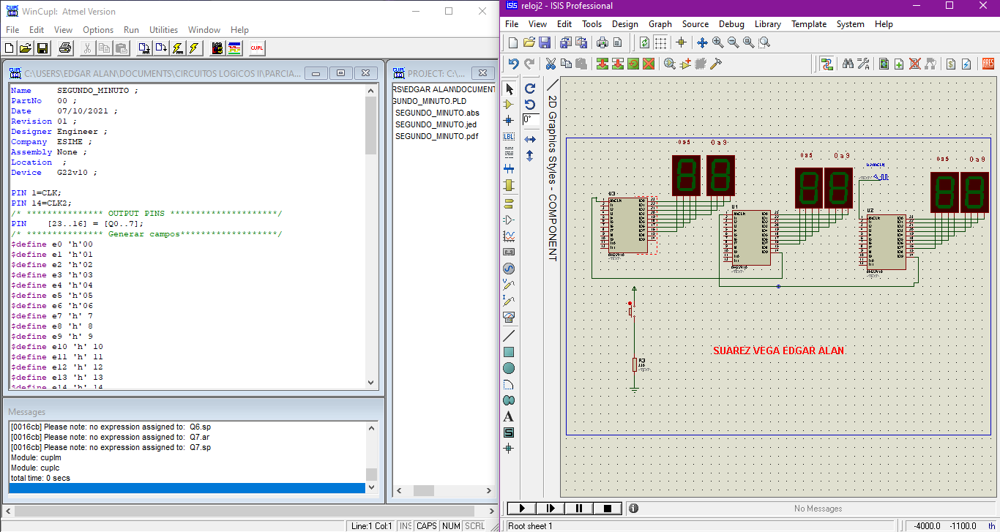 WinCupl: Atmel Version
File Edit View Options Run Utilities Window Help
CUPL
C:\USERS\EDGAR ALAN\DOCUMENTS\CIRCUITOS LOGICOS II\PARCIA...
Name SEGUNDO_MINUTO ;
PartNo 00 ;
Date 07/10/2021 ;
Revision 01 ;
Designer Engineer ;
Company ESIME ;
Assembly None ;
Location ;
Device G22v10 ;
PIN 1=CLK;
PIN 14=CLK2;
/* *************** OUTPUT PINS *********************/
PIN [23..16] = [Q0..7];
/* *************** Generar campos*******************/
$define e0 'h'00
$define e1 'h'01
$define e2 'h'02
$define e3 'h'03
$define e4 'h'04
$define e5 'h'05
$define e6 'h'06
$define e7 'h' 7
$define e8 'h' 8
$define e9 'h' 9
$define e10 'h' 10
$define e11 'h' 11
$define e12 'h' 12
$define e13 'h' 13
$define e14 'h' 14
PROJECT: C:\...
RS\EDGAR ALAN\DOCUMENT
GUNDO_MINUTO.PLD
SEGUNDO_MINUTO.abs
SEGUNDO_MINUTO.jed
SEGUNDO_MINUTO.pdf
Messages
[0016cb] Please note: no expression assigned to: Q6.sp
[0016cb] Please note: no expression assigned to: Q7.ar
[0016cb] Please note: no expression assigned to: Q7.sp
Module: cuplm
Module: cuplc
total time: 0 secs
Line:1 Col:1 INS CAPS NUM SCRL
reloj2 - ISIS Professional
File View Edit Tools Design Graph Source Debug Library Template System Help
ARES
LBL
0°
2D Graphics Styles - COMPONENT
0 a 5 0 a 9
0 a 5 0 a 9
0 a 5 0 a 9
U3
U1
U2
R3
SUAREZ VEGA EDGAR ALAN
No Messages
Root sheet 1
-4000.0 -1100.0 th